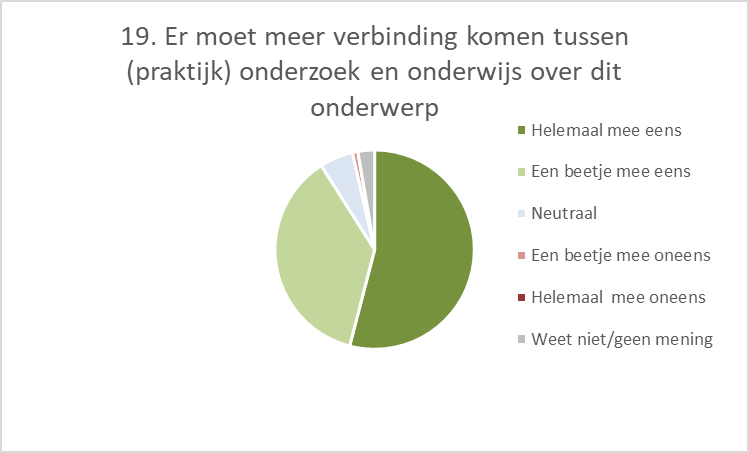 19. Er moet meer verbinding komen tussen
(praktijk) onderzoek en onderwijs over dit
onderwerp
Helemaal mee eens
Een beetje mee eens
Neutraal
Een beetje mee oneens
Helemaal  mee oneens
Weet niet/geen mening